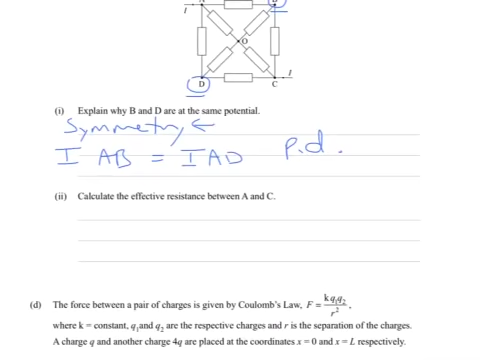 A
B
I
O
D
C
I
(i) Explain why B and D are at the same potential.
Symmetry
I AB = I AD p.d.
(ii) Calculate the effective resistance between A and C.
(d) The force between a pair of charges is given by Coulomb's Law, F = k q₁q₂ / r² ,
where k = constant, q₁and q₂ are the respective charges and r is the separation of the charges.
A charge q and another charge 4q are placed at the coordinates x = 0 and x = L respectively.